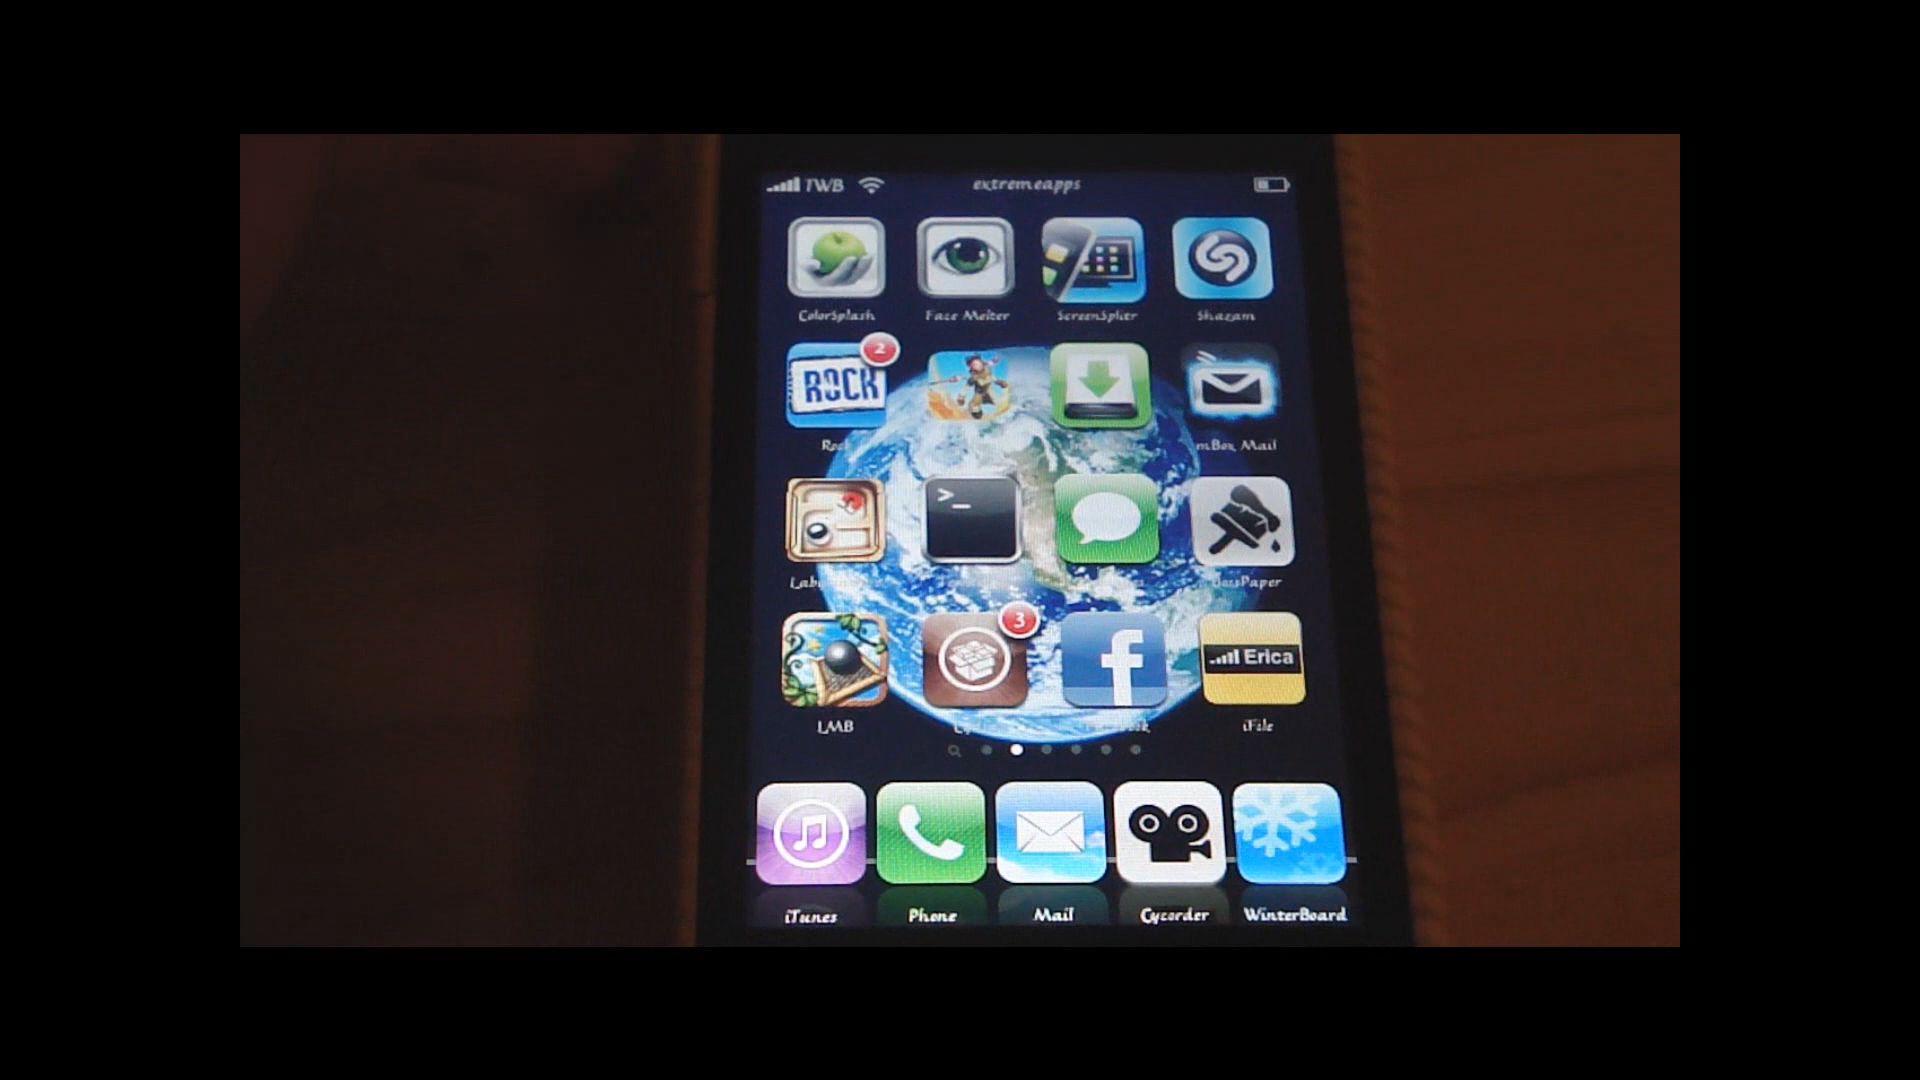 TWB extremeapps
ColorSplash Face Melter ScreenSplitr Shazam
2
ROCK
Rock mBox Mail
>_
3
f Erica
LMB iFile
iTunes Phone Mail Cycorder WinterBoard